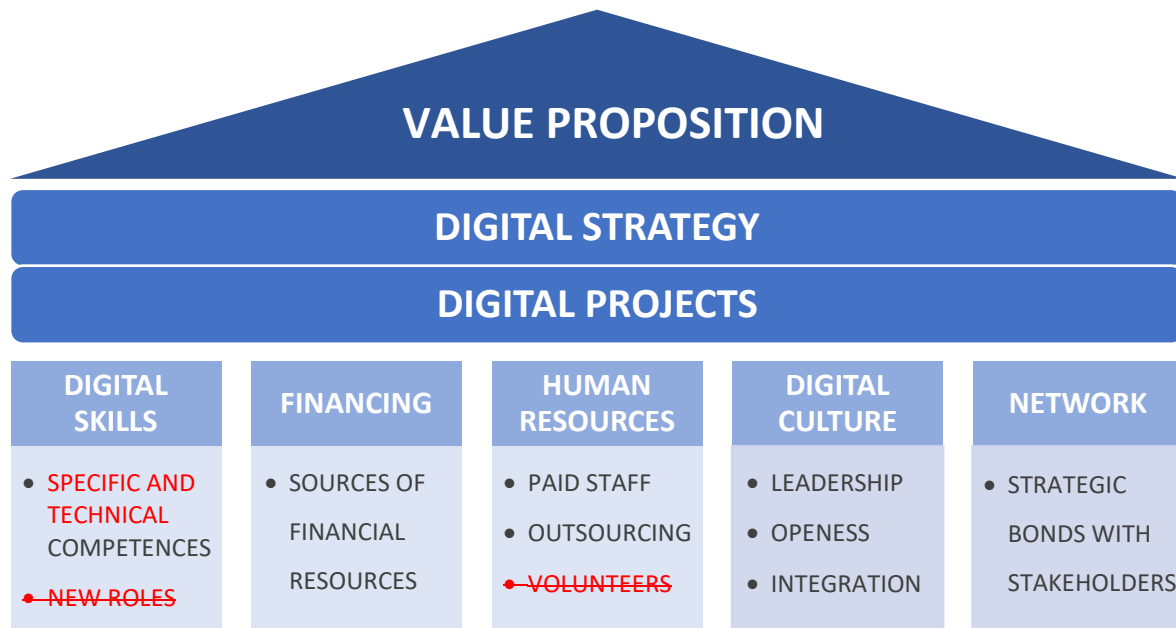 VALUE PROPOSITION
DIGITAL STRATEGY
DIGITAL PROJECTS
DIGITAL
SKILLS
• SPECIFIC AND
TECHNICAL
COMPETENCES
• NEW ROLES
FINANCING
• SOURCES OF
FINANCIAL
RESOURCES
HUMAN
RESOURCES
• PAID STAFF
• OUTSOURCING
• VOLUNTEERS
DIGITAL
CULTURE
• LEADERSHIP
• OPENESS
• INTEGRATION
NETWORK
• STRATEGIC
BONDS WITH
STAKEHOLDERS